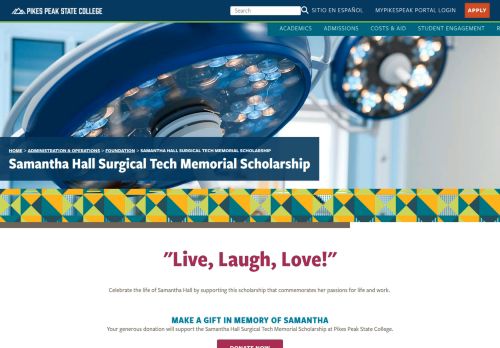 PIKES PEAK STATE COLLEGE
Search
SITIO EN ESPAÑOL
MYPIKESPEAK PORTAL LOGIN
APPLY
ACADEMICS
ADMISSIONS
COSTS & AID
STUDENT ENGAGEMENT
R
HOME > ADMINISTRATION & OPERATIONS > FOUNDATION > SAMANTHA HALL SURGICAL TECH MEMORIAL SCHOLARSHIP
Samantha Hall Surgical Tech Memorial Scholarship
"Live, Laugh, Love!"
Celebrate the life of Samantha Hall by supporting this scholarship that commemorates her passions for life and work.
MAKE A GIFT IN MEMORY OF SAMANTHA
Your generous donation will support the Samantha Hall Surgical Tech Memorial Scholarship at Pikes Peak State College.
DONATE NOW